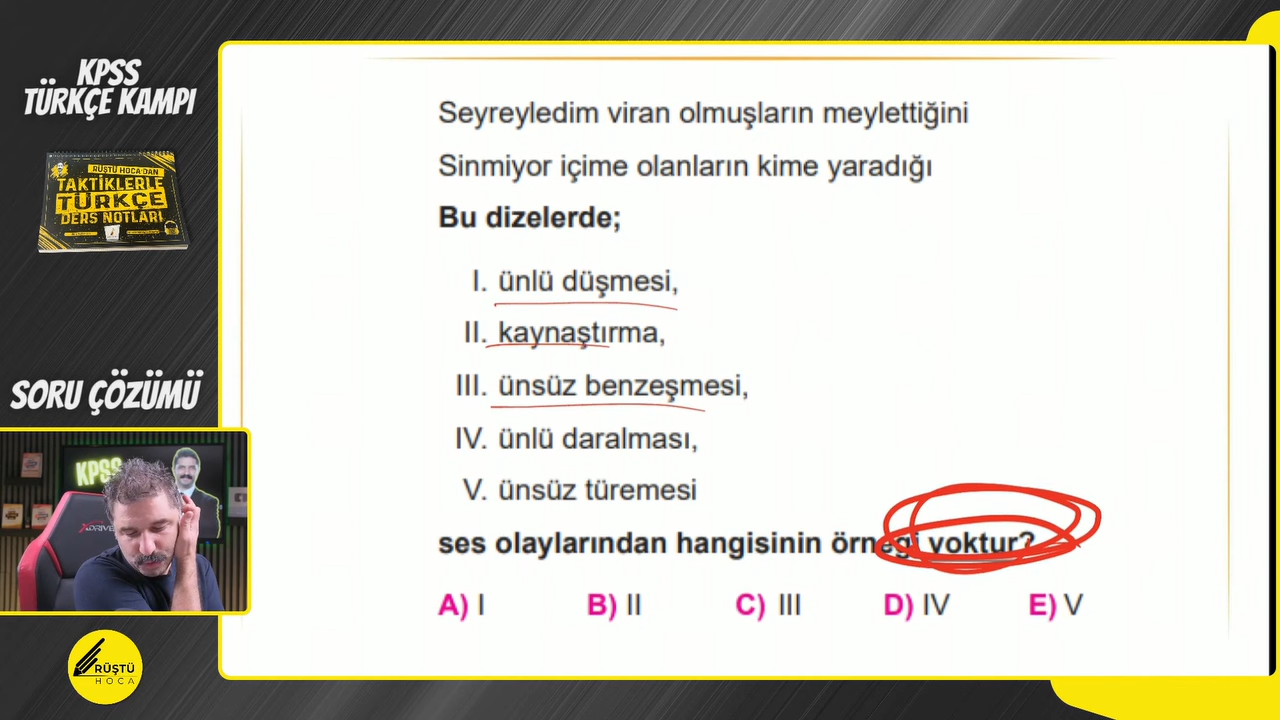 KPSS
TÜRKÇE KAMPI
RÜŞTÜ HOCA'DAN
TAKTİKLERLE
TÜRKÇE
DERS NOTLARI
SORU ÇÖZÜMÜ
KPSS
RÜŞTÜ
HOCA
Seyreyledim viran olmuşların meylettiğini
Sinmiyor içime olanların kime yaradığı
Bu dizelerde;
I. ünlü düşmesi,
II. kaynaştırma,
III. ünsüz benzeşmesi,
IV. ünlü daralması,
V. ünsüz türemesi
ses olaylarından hangisinin örneği yoktur?
A) I B) II C) III D) IV E) V